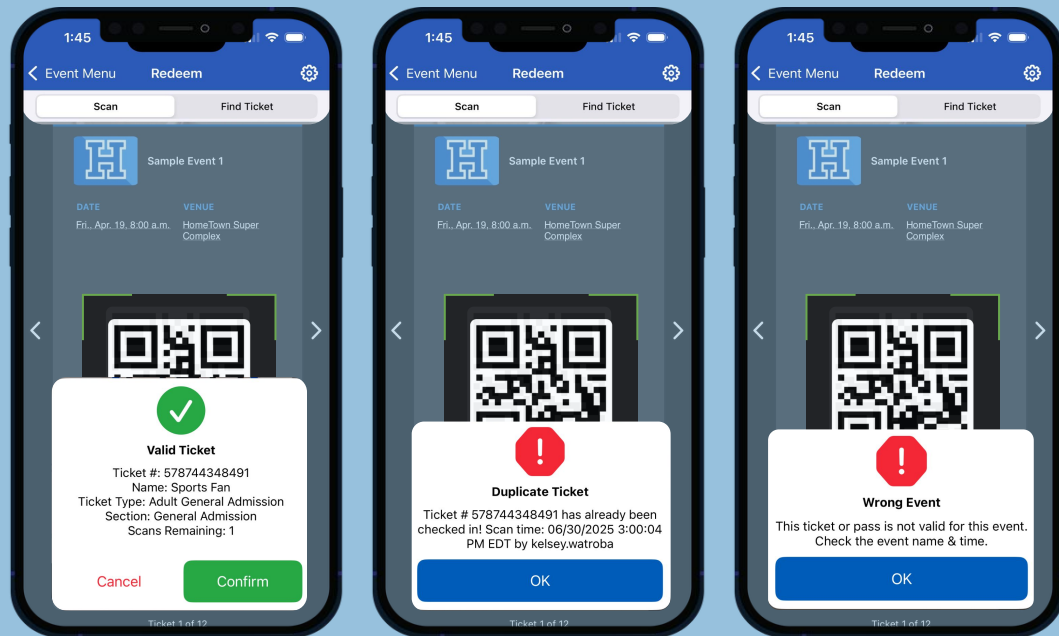 1:45
Event Menu
Redeem
Scan
Find Ticket
H
Sample Event 1
DATE
VENUE
Fri., Apr. 19, 8:00 a.m.
HomeTown Super
Complex
Valid Ticket
Ticket #: 578744348491
Name: Sports Fan
Ticket Type: Adult General Admission
Section: General Admission
Scans Remaining: 1
Cancel
Confirm
Ticket 1 of 12
1:45
Event Menu
Redeem
Scan
Find Ticket
H
Sample Event 1
DATE
VENUE
Fri., Apr. 19, 8:00 a.m.
HomeTown Super
Complex
Duplicate Ticket
Ticket # 578744348491 has already been
checked in! Scan time: 06/30/2025 3:00:04
PM EDT by kelsey.watroba
OK
Ticket 1 of 12
1:45
Event Menu
Redeem
Scan
Find Ticket
H
Sample Event 1
DATE
VENUE
Fri., Apr. 19, 8:00 a.m.
HomeTown Super
Complex
Wrong Event
This ticket or pass is not valid for this event.
Check the event name & time.
OK
Ticket 1 of 12